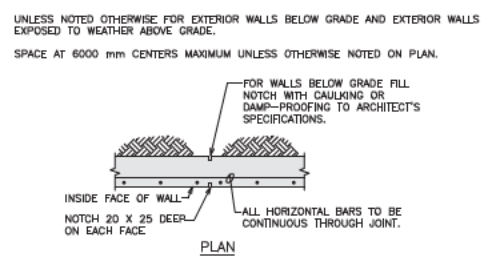 UNLESS NOTED OTHERWISE FOR EXTERIOR WALLS BELOW GRADE AND EXTERIOR WALLS
EXPOSED TO WEATHER ABOVE GRADE.
SPACE AT 6000 mm CENTERS MAXIMUM UNLESS OTHERWISE NOTED ON PLAN.
FOR WALLS BELOW GRADE FILL
NOTCH WITH CAULKING OR
DAMP-PROOFING TO ARCHITECT'S
SPECIFICATIONS.
INSIDE FACE OF WALL
NOTCH 20 X 25 DEEP
ON EACH FACE
ALL HORIZONTAL BARS TO BE
CONTINUOUS THROUGH JOINT.
PLAN